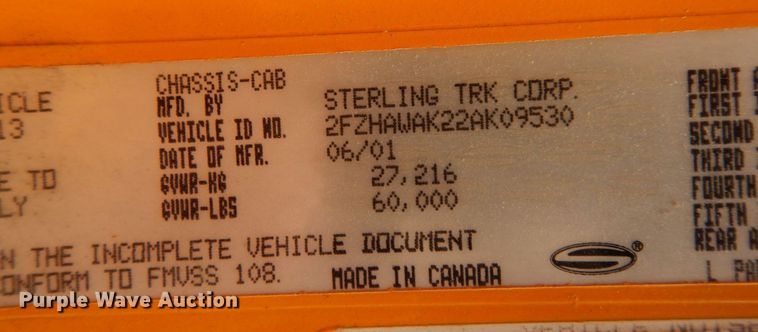 CHASSIS-CAB
MFD. BY STERLING TRK CORP.
VEHICLE ID NO. 2FZHAWAK22AK09530
DATE OF MFR. 06/01
GVWR-KG 27,216
GVWR-LBS 60,000
ICLE
13
E TO
LY
N THE INCOMPLETE VEHICLE DOCUMENT
ONFORM TO FMVSS 108. MADE IN CANADA
S®
FRONT A
FIRST I
SECOND
THIRD I
FOURTH
FIFTH
REAR A
L PA
Purple Wave Auction